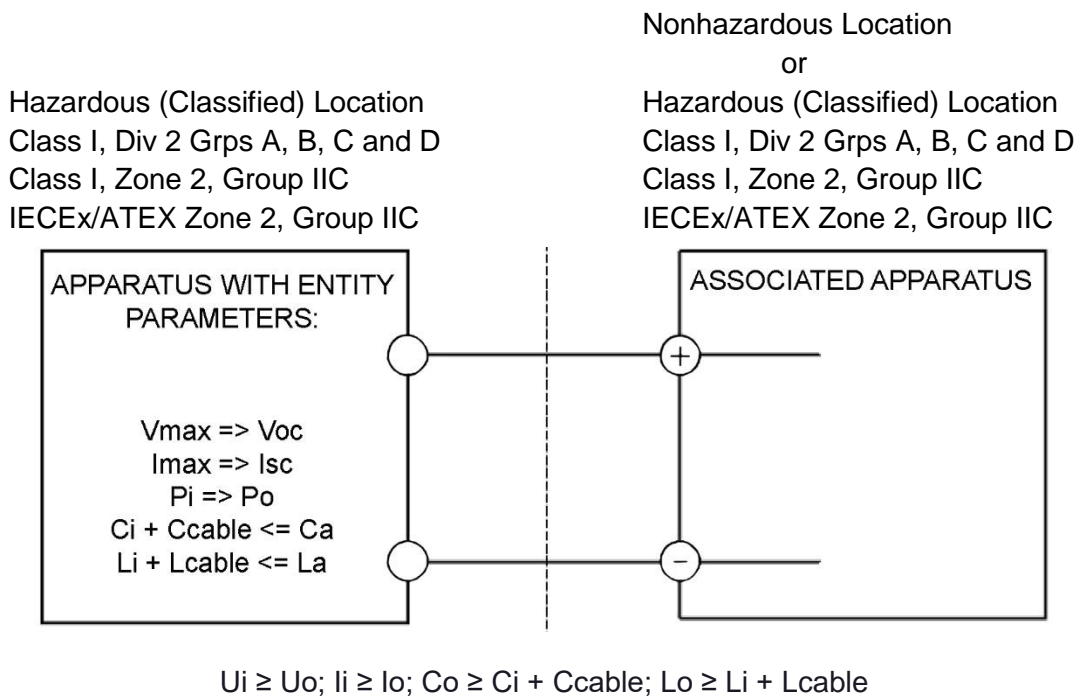 Nonhazardous Location
or
Hazardous (Classified) Location
Class I, Div 2 Grps A, B, C and D
Class I, Zone 2, Group IIC
IECEx/ATEX Zone 2, Group IIC
Hazardous (Classified) Location
Class I, Div 2 Grps A, B, C and D
Class I, Zone 2, Group IIC
IECEx/ATEX Zone 2, Group IIC
APPARATUS WITH ENTITY
PARAMETERS:
Vmax => Voc
Imax => Isc
Pi => Po
Ci + Ccable <= Ca
Li + Lcable <= La
ASSOCIATED APPARATUS
+
−
Ui ≥ Uo; Ii ≥ Io; Co ≥ Ci + Ccable; Lo ≥ Li + Lcable